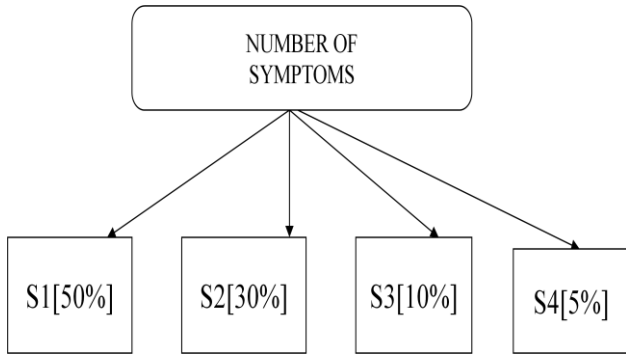 NUMBER OF
SYMPTOMS
S1[50%]
S2[30%]
S3[10%]
S4[5%]